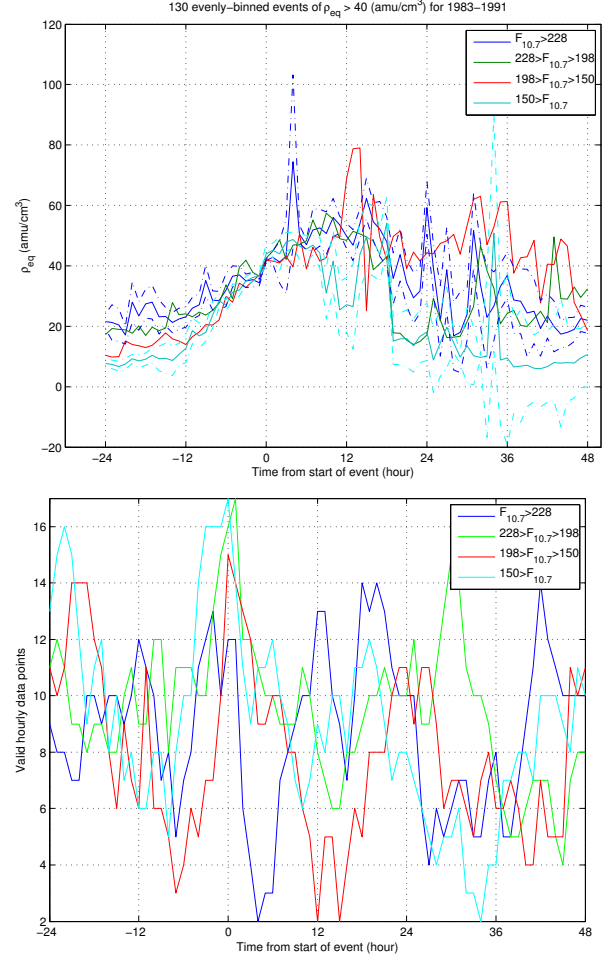 130 evenly-binned events of ρeq > 40 (amu/cm3) for 1983−1991
120
100
80
60
40
20
0
−20
ρeq (amu/cm3)
F10.7>228
228>F10.7>198
198>F10.7>150
150>F10.7
−24 −12 0 12 24 36 48
Time from start of event (hour)
16
14
12
10
8
6
4
2
Valid hourly data points
F10.7>228
228>F10.7>198
198>F10.7>150
150>F10.7
−24 −12 0 12 24 36 48
Time from start of event (hour)